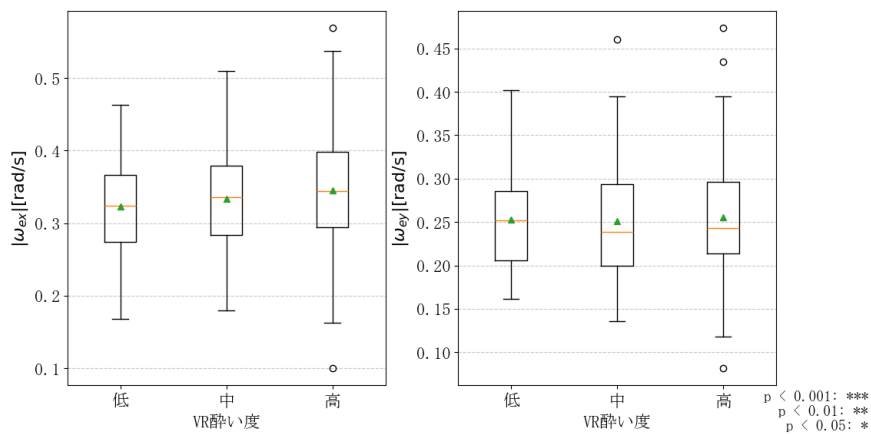 0.5
0.4
0.3
0.2
0.1
|ω_ex|[rad/s]
低 中 高
VR酔い度
0.45
0.40
0.35
0.30
0.25
0.20
0.15
0.10
|ω_ey|[rad/s]
低 中 高
VR酔い度
p < 0.001: ***
p < 0.01: **
p < 0.05: *